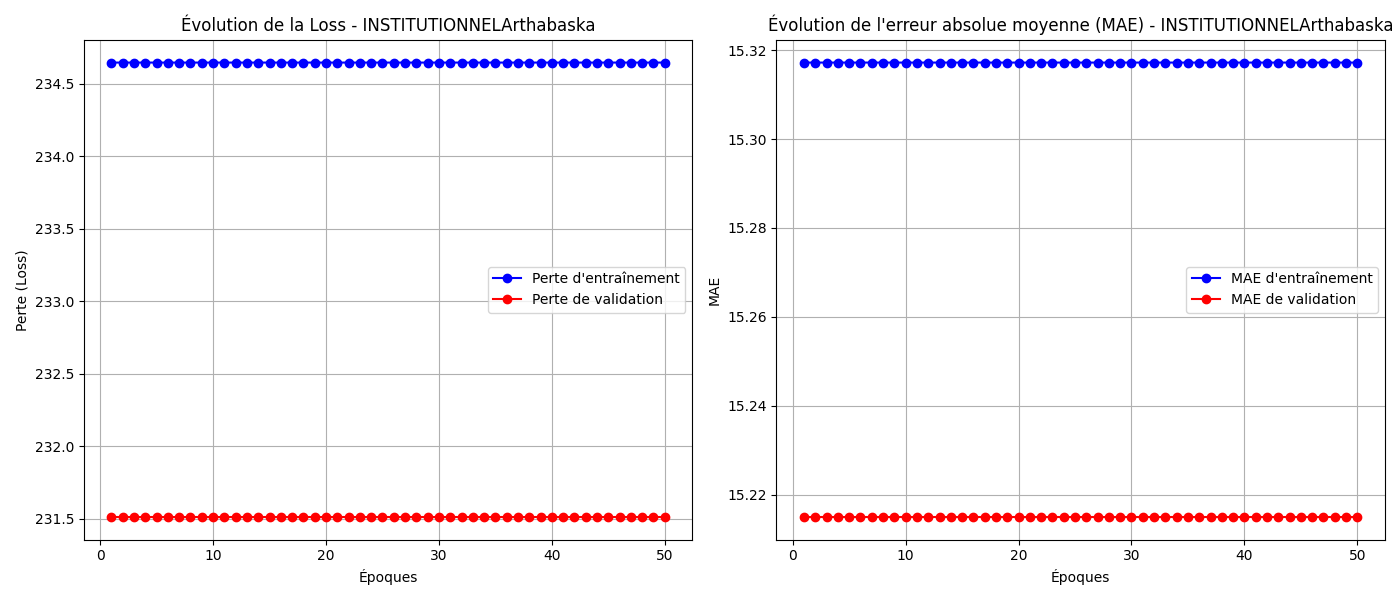 Évolution de la Loss - INSTITUTIONNELArthabaska
234.5
234.0
233.5
233.0
232.5
232.0
231.5
Perte (Loss)
Perte d'entraînement
Perte de validation
0 10 20 30 40 50
Époques
Évolution de l'erreur absolue moyenne (MAE) - INSTITUTIONNELArthabaska
15.32
15.30
15.28
15.26
15.24
15.22
MAE
MAE d'entraînement
MAE de validation
0 10 20 30 40 50
Époques